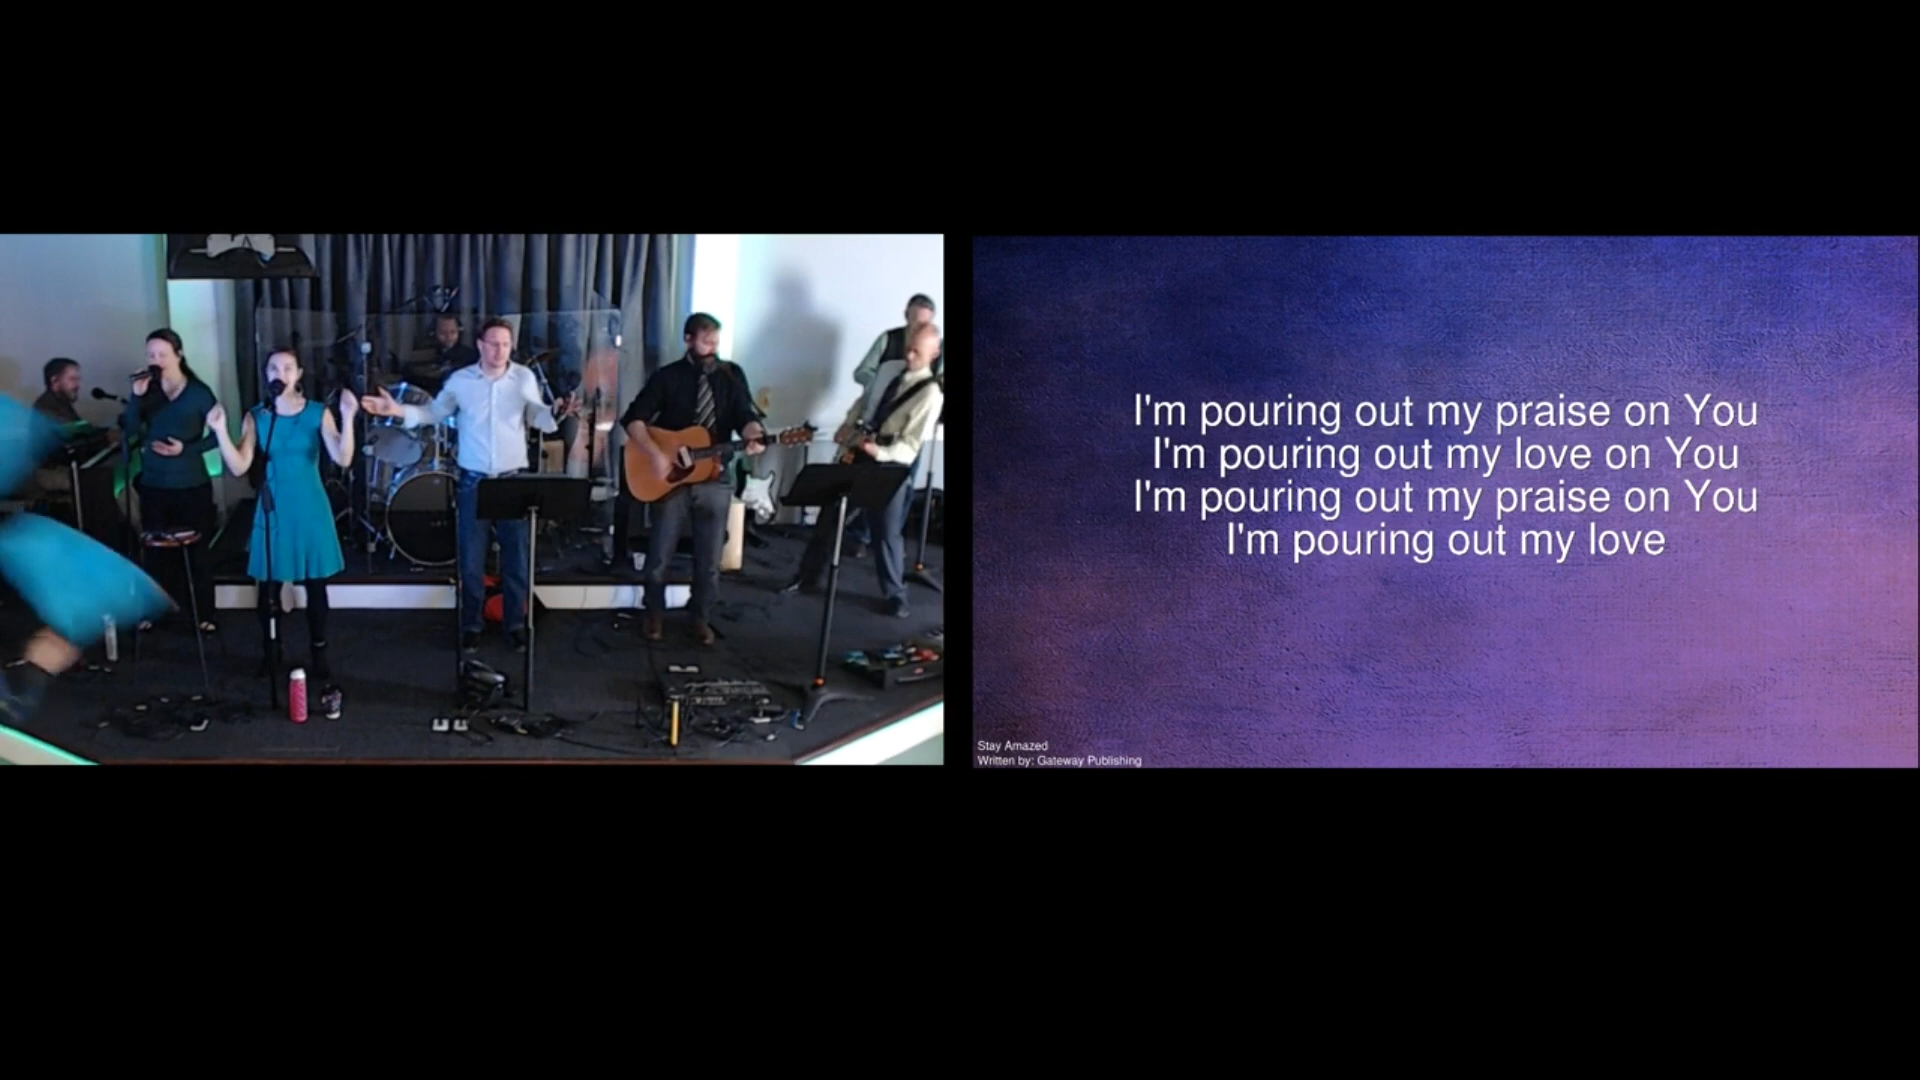 I'm pouring out my praise on You
I'm pouring out my love on You
I'm pouring out my praise on You
I'm pouring out my love
Stay Amazed
Written by: Gateway Publishing